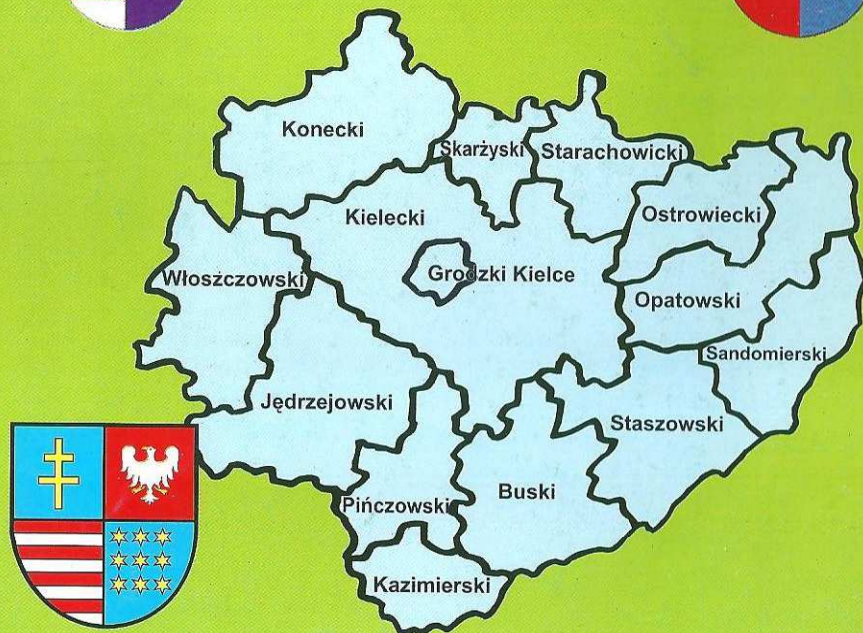 Konecki
Skarżyski
Starachowicki
Kielecki
Ostrowiecki
Włoszczowski
Grodzki Kielce
Opatowski
Sandomierski
Jędrzejowski
Staszowski
Pińczowski
Buski
Kazimierski